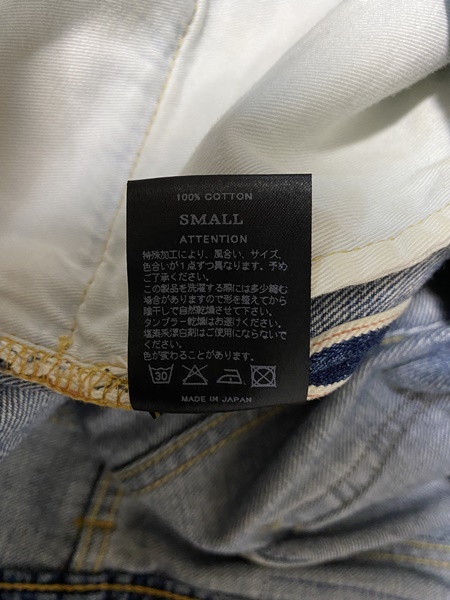 100% COTTON
SMALL
ATTENTION
特殊加工により、風合い、サイズ、
色合いが1点ずつ異なります。予め
ご了承ください。
この製品を洗濯する際には多少縮む
場合がありますので形を整えてから
陰干しで自然乾燥させて下さい。
タンブラー乾燥はお避けください。
塩素系漂白剤はご使用にならないで
ください。
色が変わることがあります。
30
MADE IN JAPAN